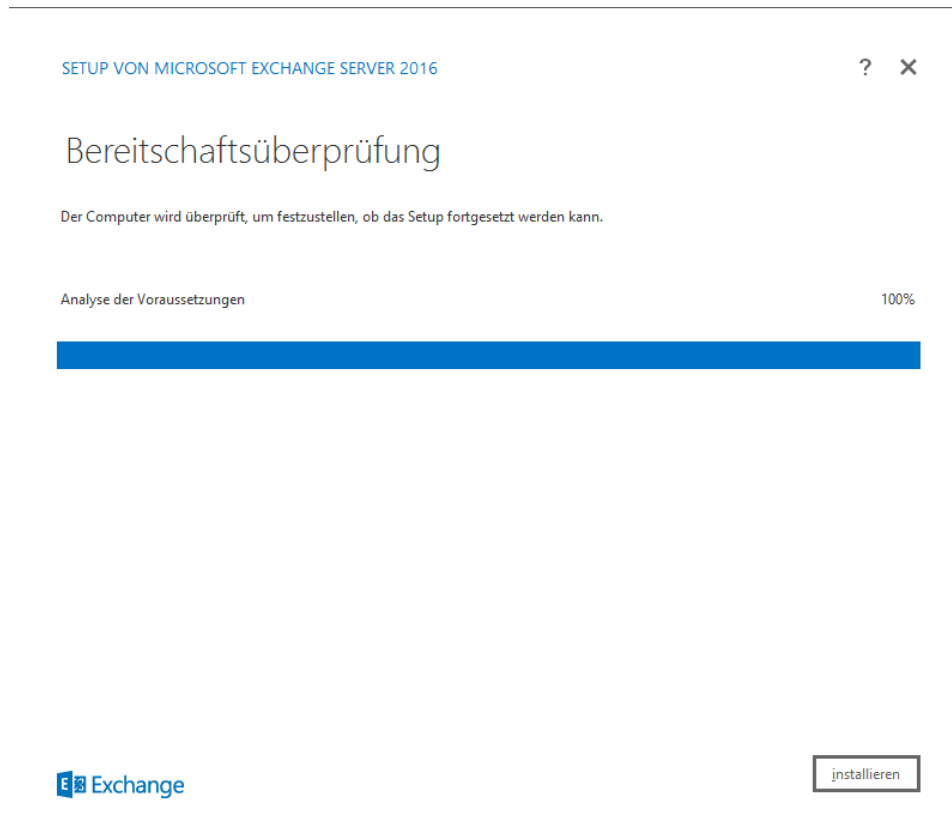 SETUP VON MICROSOFT EXCHANGE SERVER 2016 ?
Bereitschaftsüberprüfung
Der Computer wird überprüft, um festzustellen, ob das Setup fortgesetzt werden kann.
Analyse der Voraussetzungen 100%
E Exchange
installieren